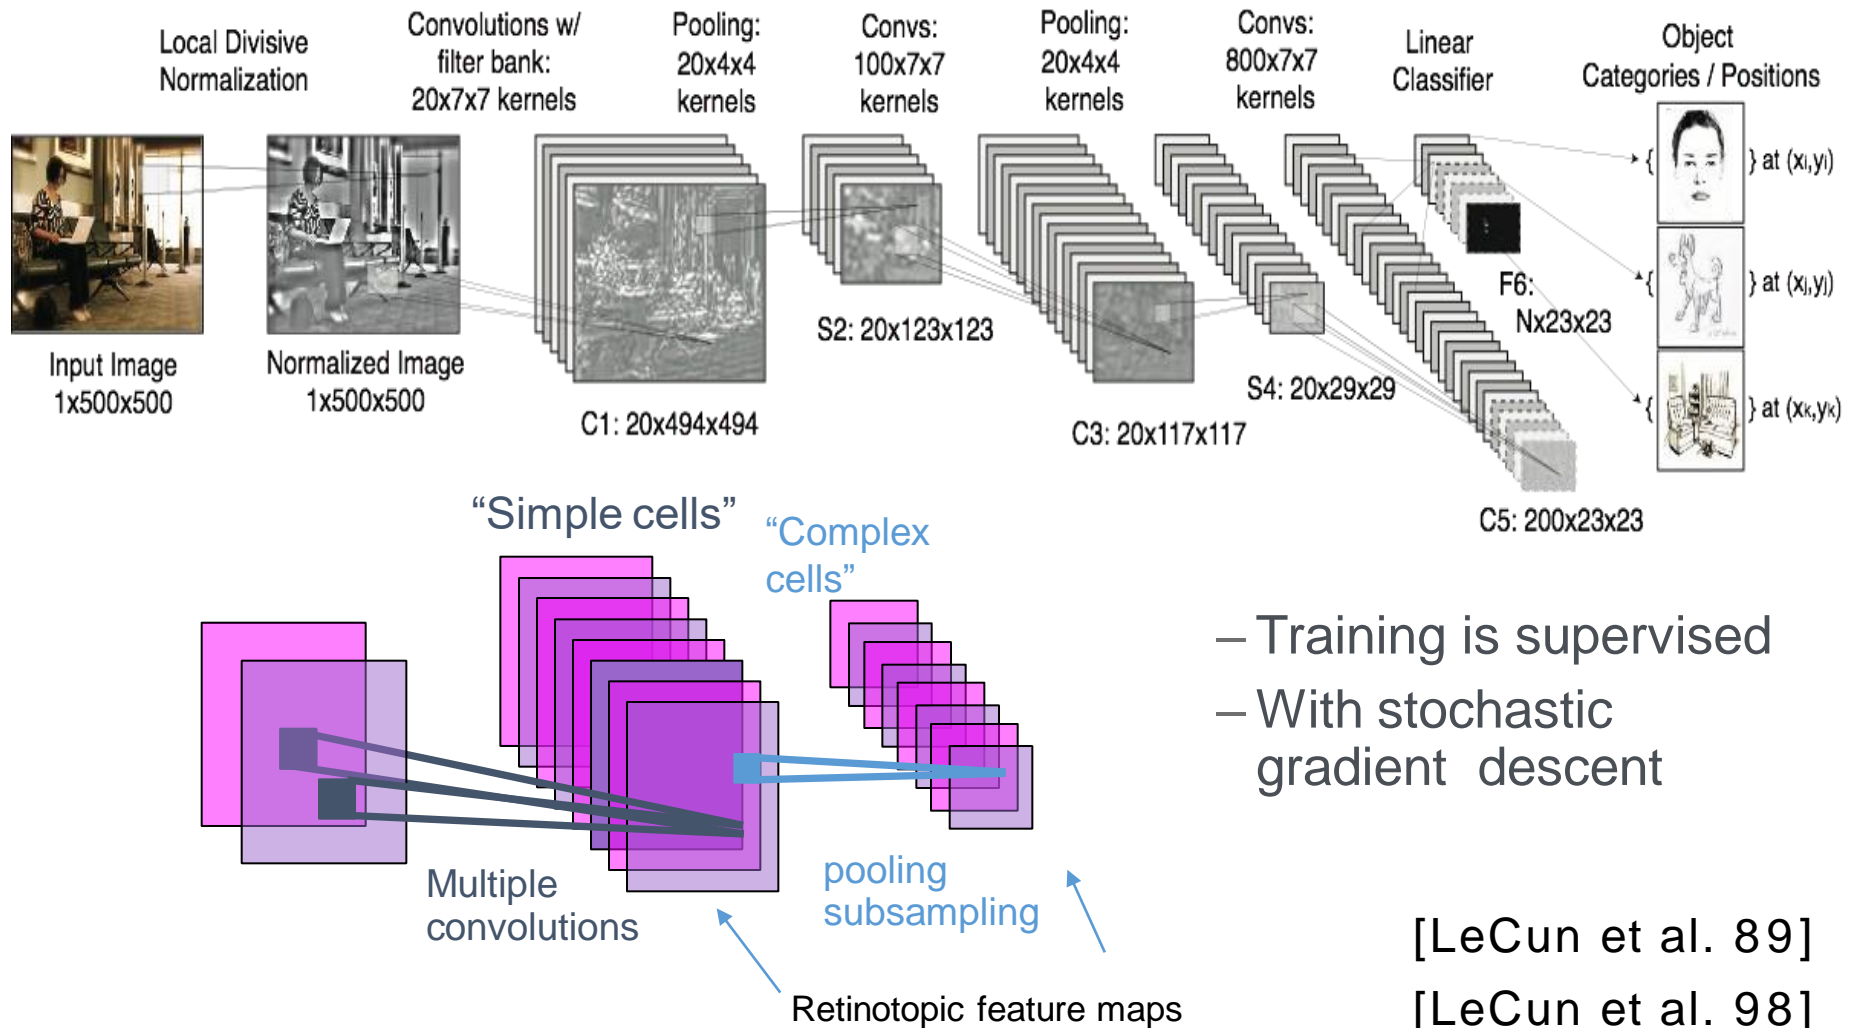 Local Divisive
Normalization
Convolutions w/
filter bank:
20x7x7 kernels
Pooling:
20x4x4
kernels
Convs:
100x7x7
kernels
Pooling:
20x4x4
kernels
Convs:
800x7x7
kernels
Linear
Classifier
Object
Categories / Positions
{ } at (xi,yi)
{ } at (xj,yj)
{ } at (xk,yk)
Input Image
1x500x500
Normalized Image
1x500x500
C1: 20x494x494
S2: 20x123x123
C3: 20x117x117
S4: 20x29x29
F6:
Nx23x23
C5: 200x23x23
“Simple cells”
“Complex
cells”
Multiple
convolutions
pooling
subsampling
Retinotopic feature maps
– Training is supervised
– With stochastic
gradient descent
[LeCun et al. 89]
[LeCun et al. 98]